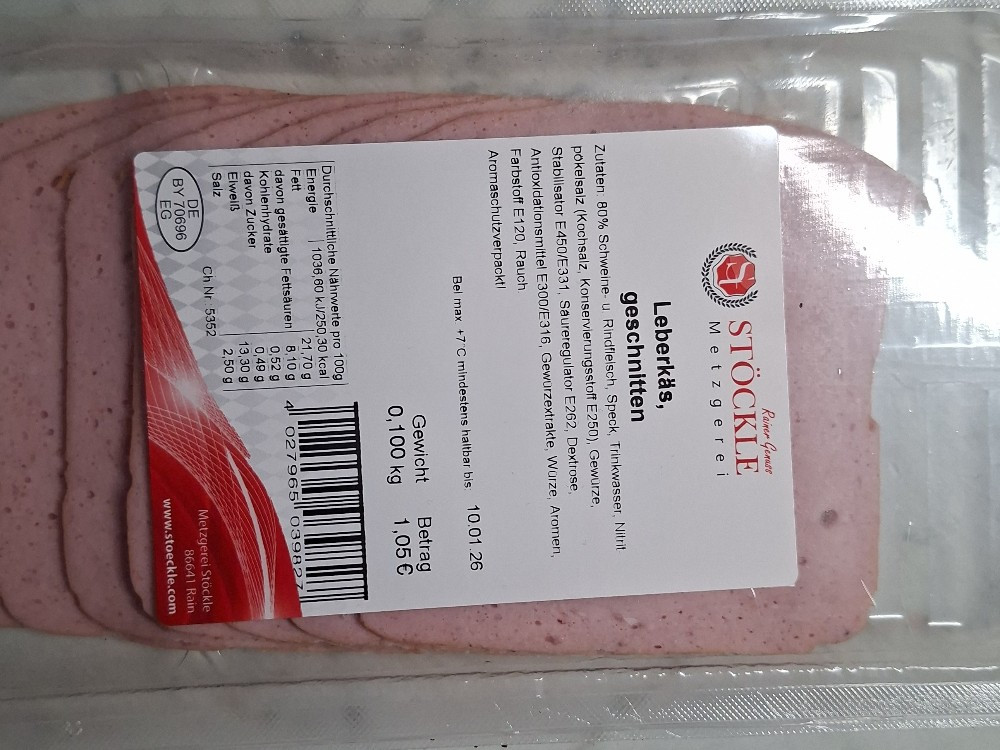 Rainer Genuss
STÖCKLE
Metzgerei
Leberkäs,
geschnitten
Zutaten: 80% Schweine- u. Rindfleisch, Speck, Trinkwasser, Nitrit
pökelsalz (Kochsalz, Konservierungsstoff E250), Gewürze,
Stabilisator E450/E331, Säureregulator E262, Dextrose,
Antioxidationsmittel E300/E316, Gewürzextrakte, Würze, Aromen,
Farbstoff E120, Rauch.
Aromaschutzverpackt!
Bei max. +7°C mindestens haltbar bis: 10.01.26
Gewicht Betrag
0,100 kg 1,05 €
4 027965 039827
Durchschnittliche Nährwerte pro 100g
Energie 1036,60 kJ/250,30 kcal
Fett 21,70 g
davon gesättigte Fettsäuren 8,10 g
Kohlenhydrate 0,52 g
davon Zucker 0,49 g
Eiweiß 13,30 g
Salz 2,50 g
Ch Nr.: 5352
DE
BY 70696
EG
Metzgerei Stöckle
86641 Rain
www.stoeckle.com